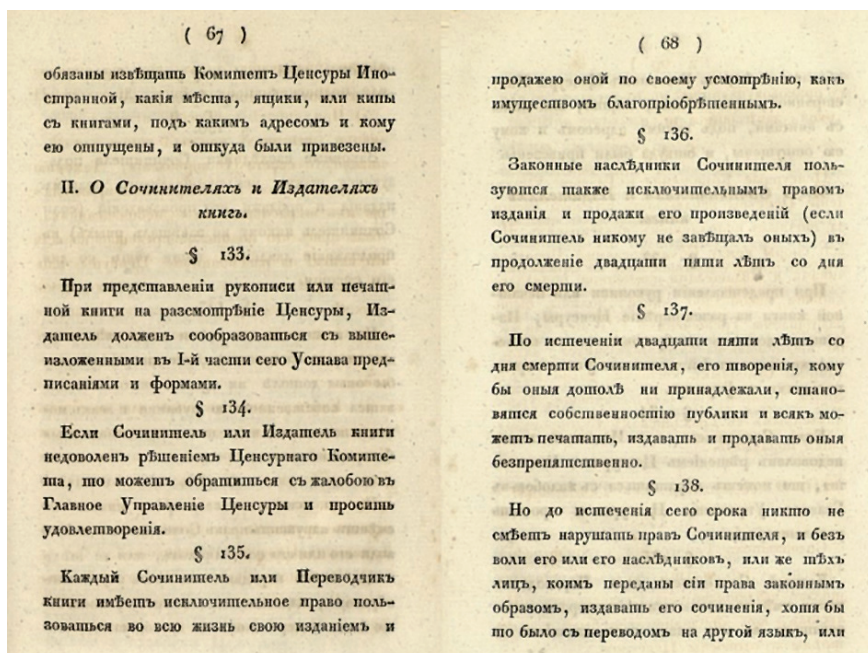 ( 67 )
обязаны извѣщать Комитетъ Ценсуры Ино-
странной, какія мѣста, ящики, или кипы
съ книгами, подъ какимъ адресомъ и кому
ею отпущены, и откуда были привезены.
II. О Сочинителяхъ и Издателяхъ
книгъ.
§ 133.
При представленіи рукописи или печат-
ной книги на разсмотрѣніе Ценсуры, Из-
датель долженъ сообразоваться съ выше-
изложенными въ I-й части сего Устава пред-
писаніями и формами.
§ 134.
Если Сочинитель или Издатель книги
недоволенъ рѣшеніемъ Ценсурнаго Комите-
та, то можетъ обратиться съ жалобою въ
Главное Управленіе Ценсуры и просить
удовлетворенія.
§ 135.
Каждый Сочинитель или Переводчикъ
книги имѣетъ исключительное право поль-
зоваться во всю жизнь свою изданіемъ и
( 68 )
продажею оной по своему усмотрѣнію, какъ
имуществомъ благопріобрѣтеннымъ.
§ 136.
Законные наслѣдники Сочинителя поль-
зуются также исключительнымъ правомъ
изданія и продажи его произведеній (если
Сочинитель никому не завѣщалъ оныхъ) въ
продолженіе двадцати пяти лѣтъ со дня
его смерти.
§ 137.
По истеченіи двадцати пяти лѣтъ со
дня смерти Сочинителя, его творенія, кому
бы оныя дотолѣ ни принадлежали, стано-
вятся собственностію публики и всякъ мо-
жетъ печатать, издавать и продавать оныя
безпрепятственно.
§ 138.
Но до истеченія сего срока никто не
смѣетъ нарушать правъ Сочинителя, и безъ
воли его или его наслѣдниковъ, или же тѣхъ
лицъ, коимъ переданы сіи права законнымъ
образомъ, издавать его сочиненія, хотя бы
то было съ переводомъ на другой языкъ, или